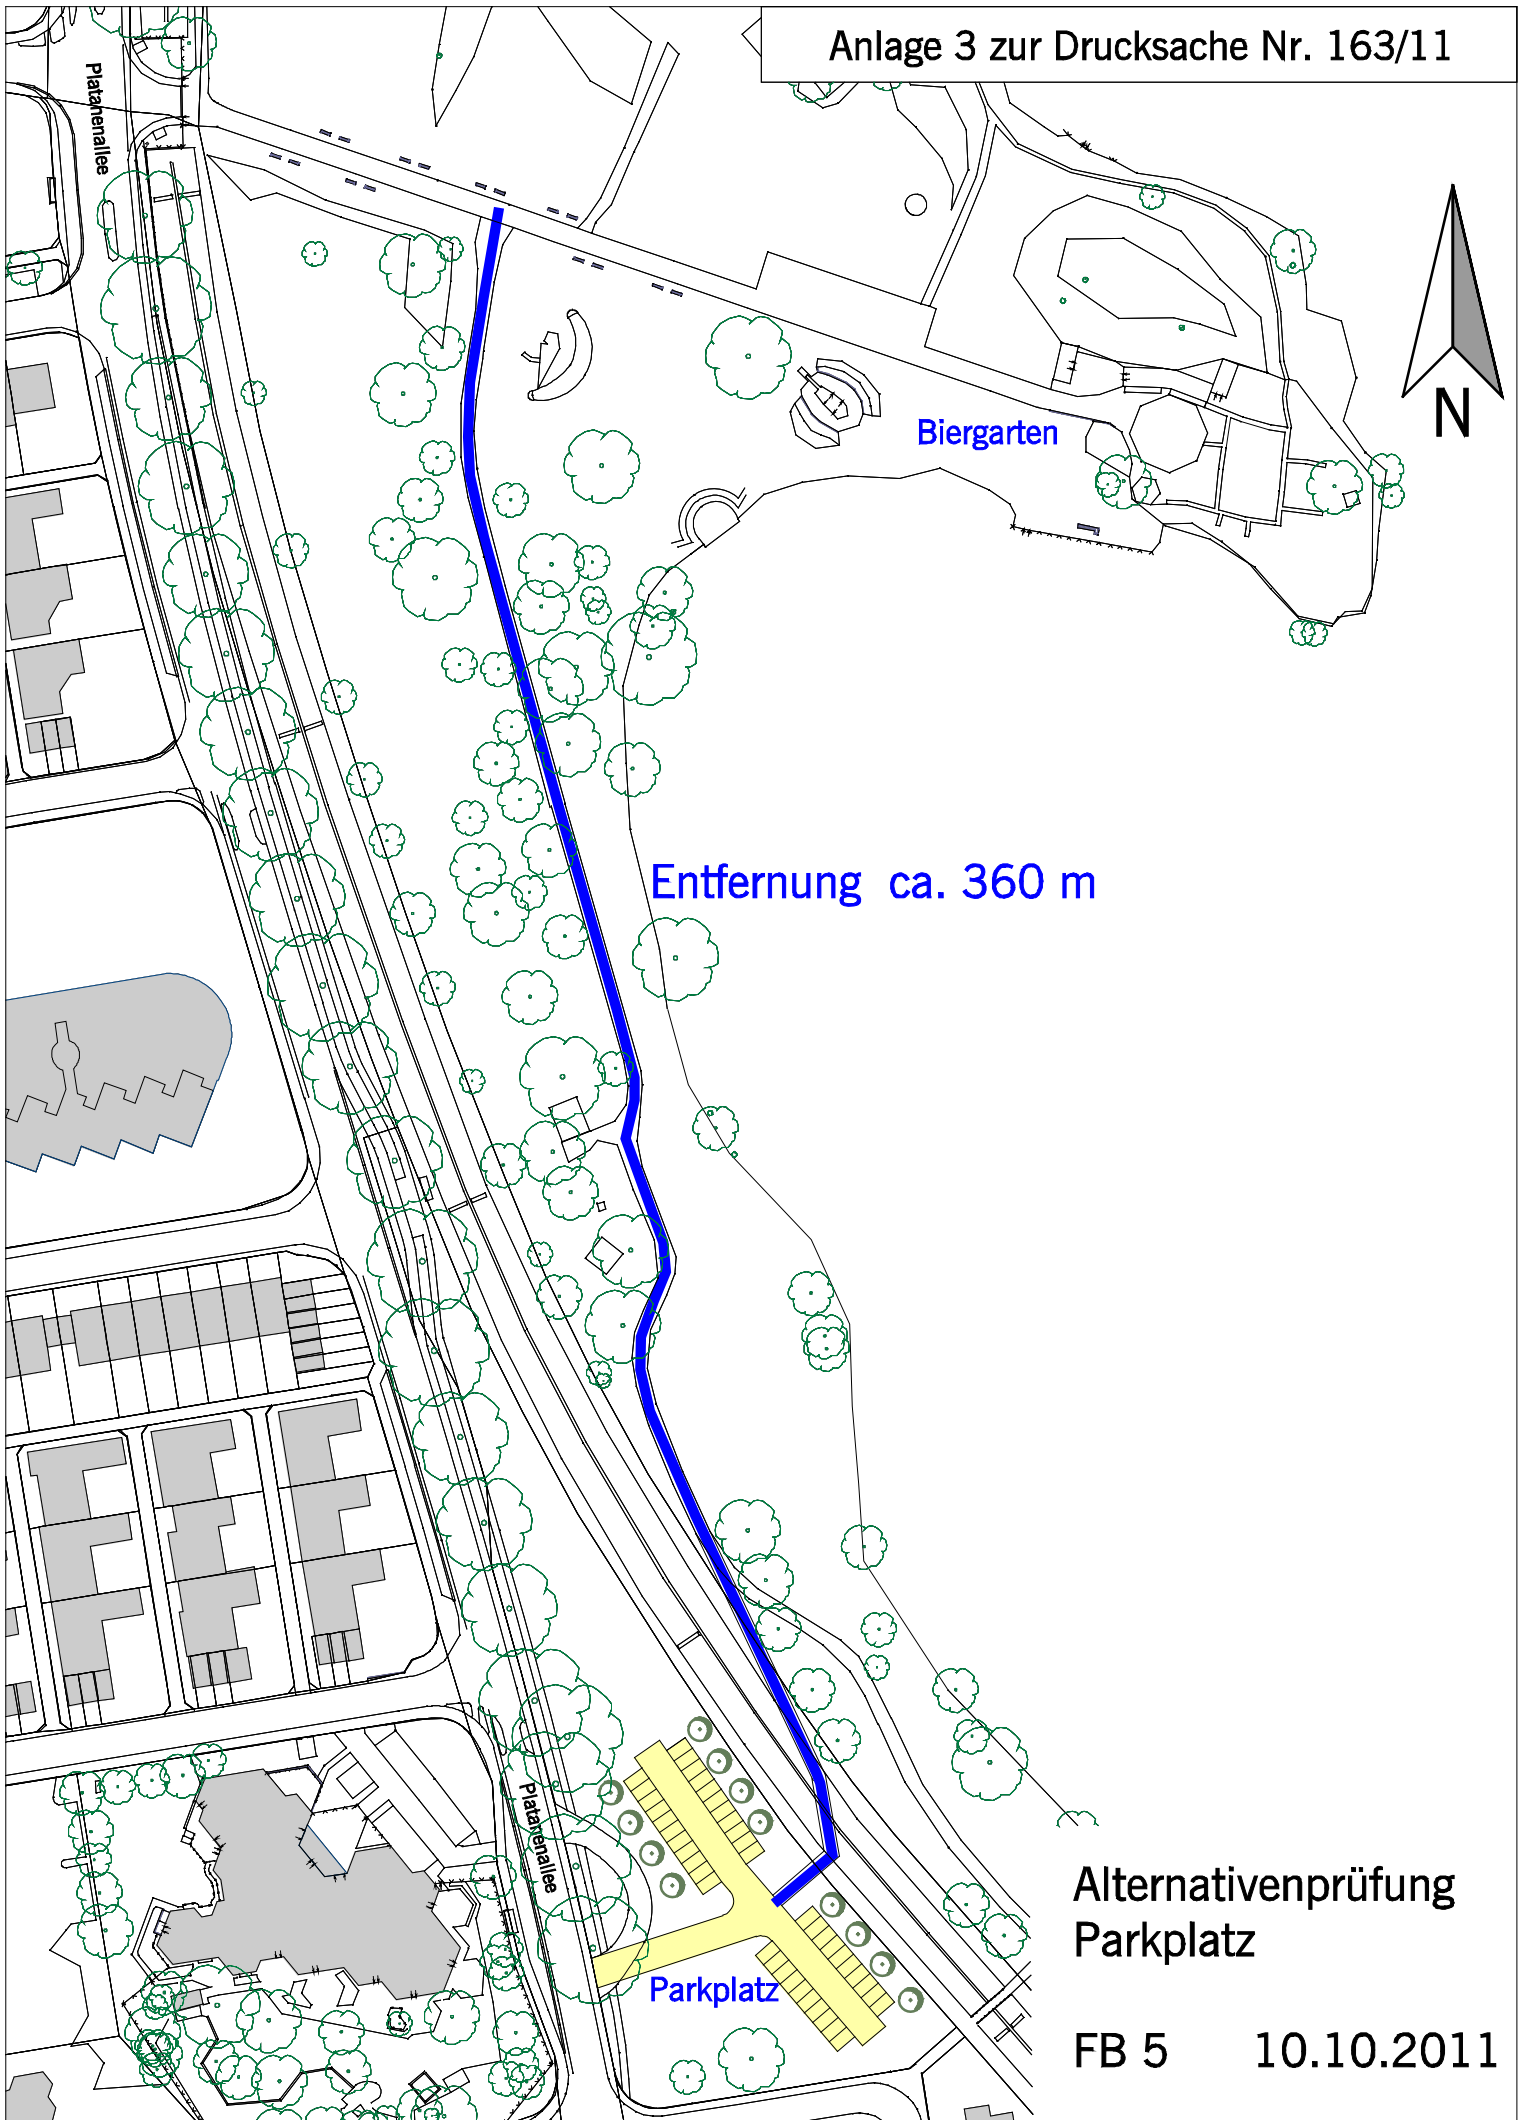 Anlage 3 zur Drucksache Nr. 163/11
Platanenallee
N
Biergarten
Entfernung ca. 360 m
Platanenallee
Parkplatz
Alternativenprüfung
Parkplatz
FB 5 10.10.2011